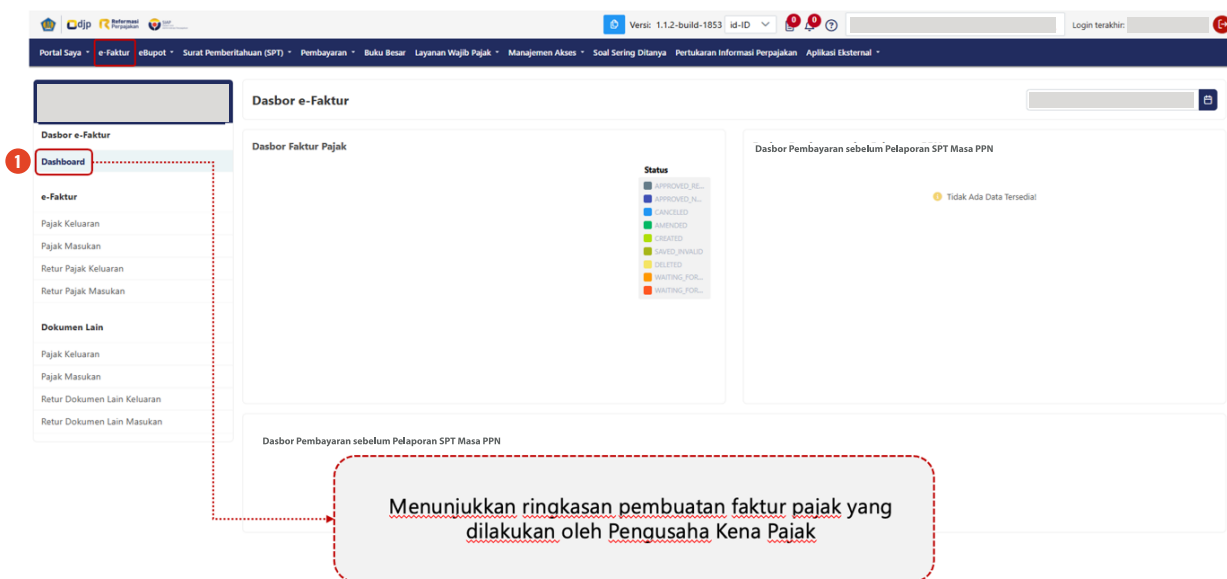 djp
Reformasi
Perpajakan
Versi: 1.1.2-build-1853
id-ID
0
0
Login terakhir:
Portal Saya
e-Faktur
eBupot
Surat Pemberitahuan (SPT)
Pembayaran
Buku Besar
Layanan Wajib Pajak
Manajemen Akses
Soal Sering Ditanya
Pertukaran Informasi Perpajakan
Aplikasi Eksternal
Dasbor e-Faktur
1
Dashboard
e-Faktur
Pajak Keluaran
Pajak Masukan
Retur Pajak Keluaran
Retur Pajak Masukan
Dokumen Lain
Pajak Keluaran
Pajak Masukan
Retur Dokumen Lain Keluaran
Retur Dokumen Lain Masukan
Dasbor e-Faktur
Dasbor Faktur Pajak
Status
APPROVED_RE...
APPROVED_N...
CANCELED
AMENDED
CREATED
SAVED_INVALID
DELETED
WAITING_FOR...
WAITING_FOR...
Dasbor Pembayaran sebelum Pelaporan SPT Masa PPN
Tidak Ada Data Tersedia!
Dasbor Pembayaran sebelum Pelaporan SPT Masa PPN
Menunjukkan ringkasan pembuatan faktur pajak yang
dilakukan oleh Pengusaha Kena Pajak